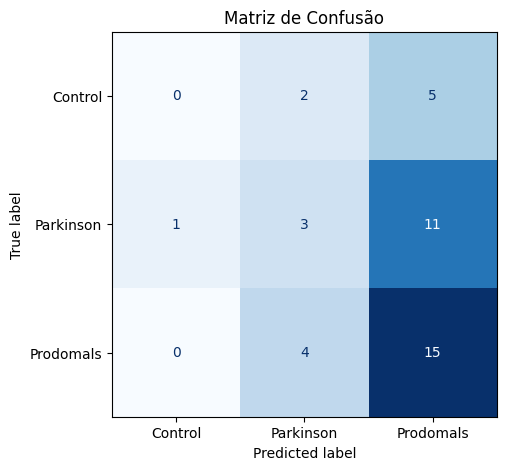 Matriz de Confusão
Control 0 2 5
Parkinson 1 3 11
Prodomals 0 4 15
True label
Control Parkinson Prodomals
Predicted label